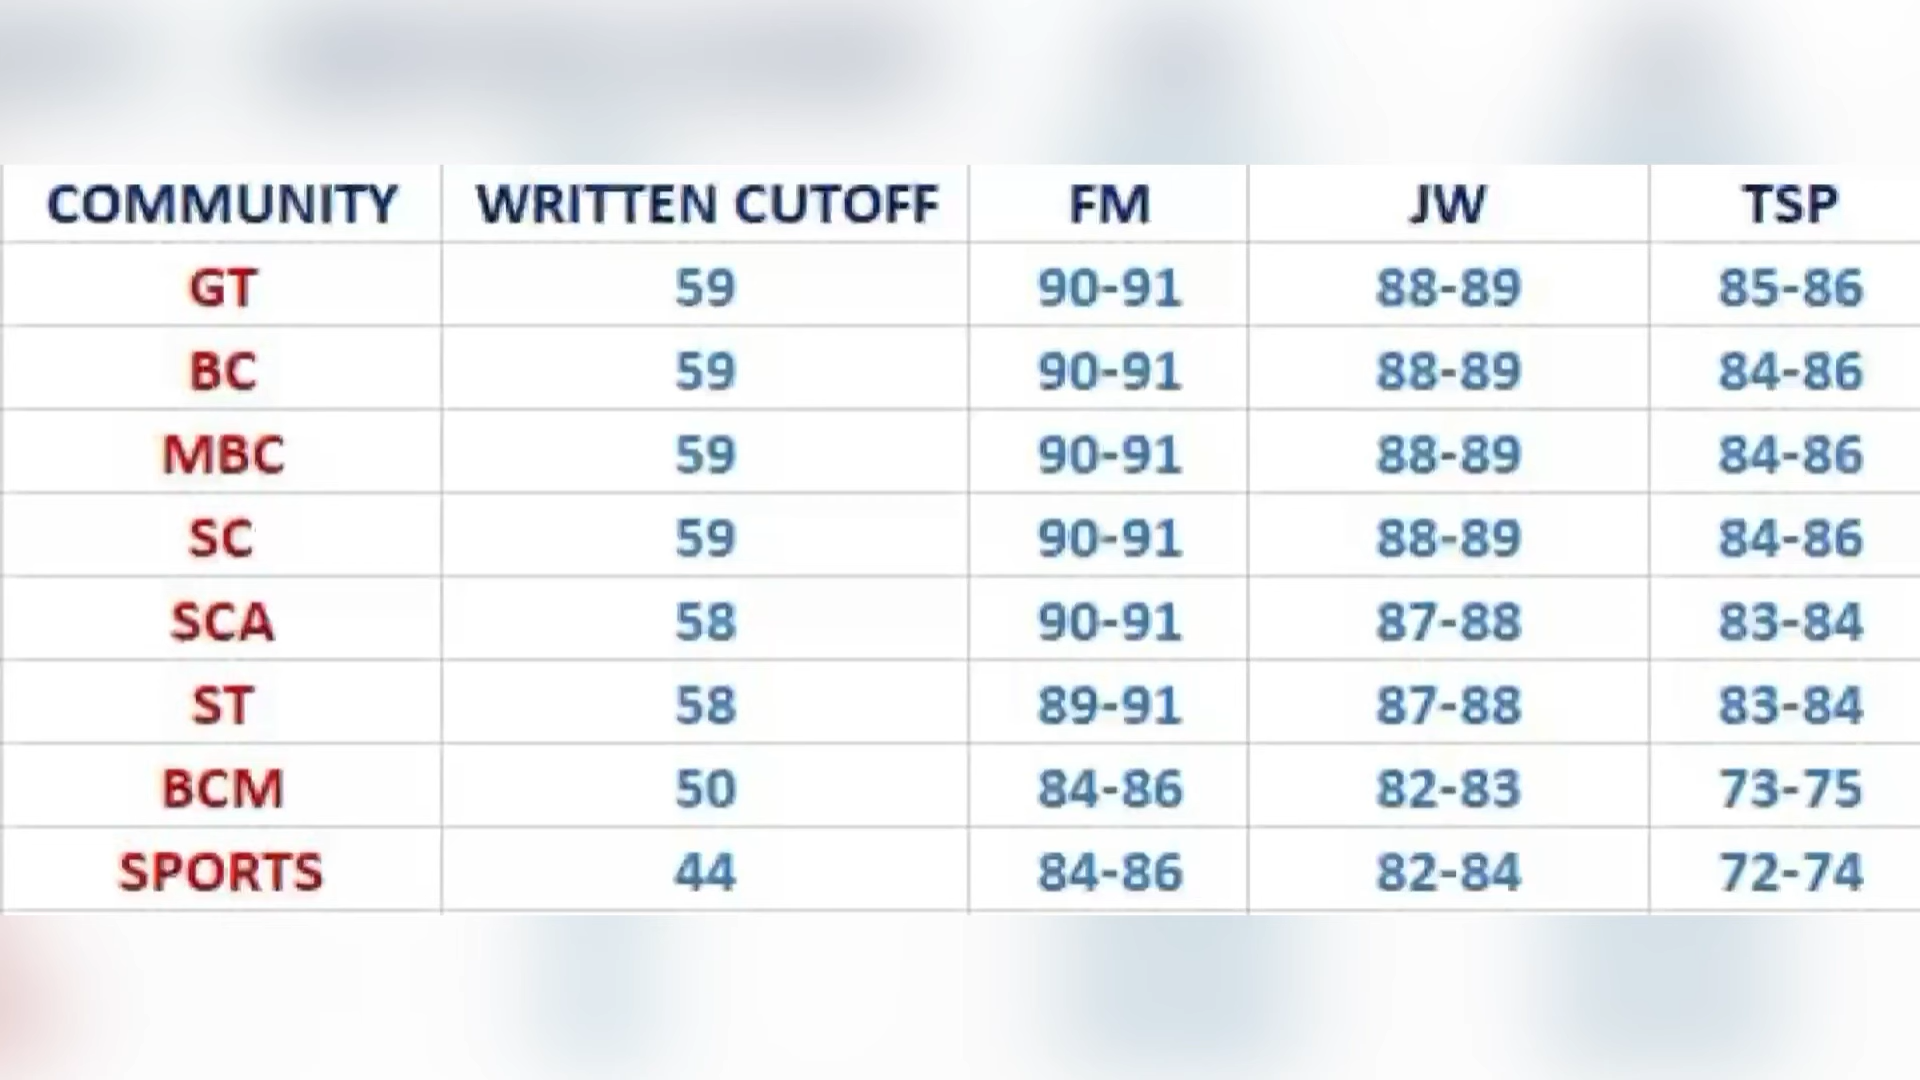 COMMUNITY WRITTEN CUTOFF FM JW TSP
GT 59 90-91 88-89 85-86
BC 59 90-91 88-89 84-86
MBC 59 90-91 88-89 84-86
SC 59 90-91 88-89 84-86
SCA 58 90-91 87-88 83-84
ST 58 89-91 87-88 83-84
BCM 50 84-86 82-83 73-75
SPORTS 44 84-86 82-84 72-74